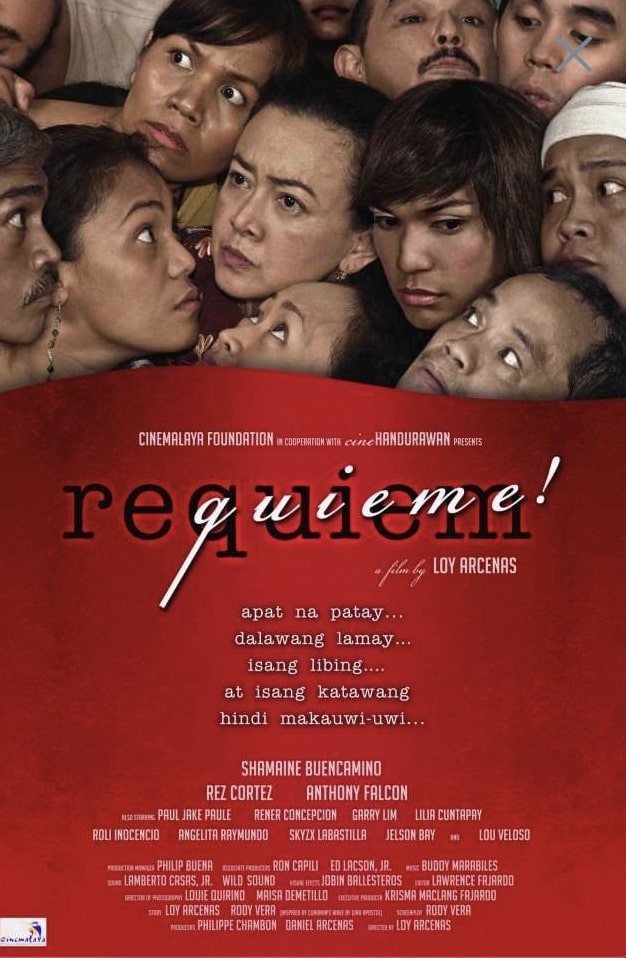 CINEMALAYA FOUNDATION IN COOPERATION WITH cineHANDURAWAN PRESENTS
requiem
quieme!
a film by LOY ARCENAS
apat na patay...
dalawang lamay...
isang libing....
at isang katawang
hindi makauwi-uwi...
SHAMAINE BUENCAMINO
REZ CORTEZ ANTHONY FALCON
ALSO STARRING PAUL JAKE PAULE RENER CONCEPCION GARRY LIM LILIA CUNTAPAY
ROLI INOCENCIO ANGELITA RAYMUNDO SKYZX LABASTILLA JELSON BAY AND LOU VELOSO
PRODUCTION MANAGER PHILIP BUENA ASSOCIATE PRODUCERS RON CAPILI ED LACSON, JR. MUSIC BUDDY MARABILES
SOUND LAMBERTO CASAS, JR. WILD SOUND VISUAL EFFECTS JOBIN BALLESTEROS EDITOR LAWRENCE FAJARDO
DIRECTOR OF PHOTOGRAPHY LOUIE QUIRINO MAISA DEMETILLO EXECUTIVE PRODUCER KRISMA MACLANG FAJARDO
STORY LOY ARCENAS RODY VERA SCREENPLAY RODY VERA
PRODUCERS PHILIPPE CHAMBON DANIEL ARCENAS DIRECTED BY LOY ARCENAS
Cinemalaya